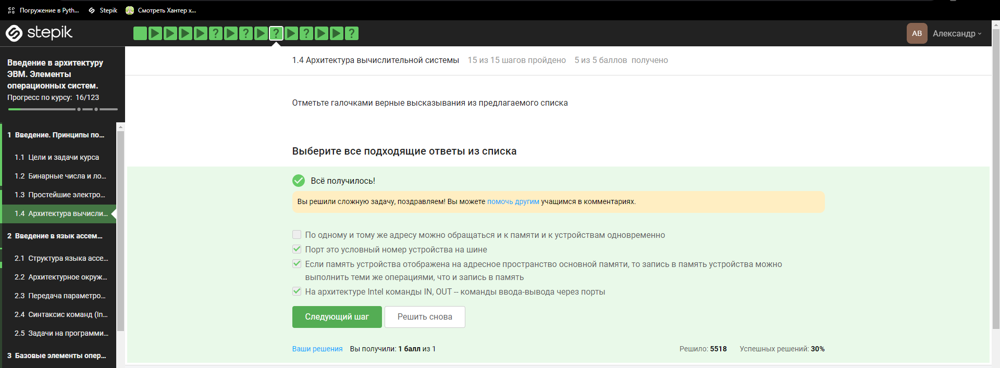 Погружение в Pyth...
Stepik
Смотреть Хантер х...
stepik
AB
Александр
Введение в архитектуру
ЭВМ. Элементы
операционных систем.
Прогресс по курсу: 16/123
1 Введение. Принципы по...
1.1 Цели и задачи курса
1.2 Бинарные числа и ло...
1.3 Простейшие электро...
1.4 Архитектура вычисли...
2 Введение в язык ассем...
2.1 Структура языка ассе...
2.2 Архитектурное окруж...
2.3 Передача параметро...
2.4 Синтаксис команд (In...
2.5 Задачи на программи...
3 Базовые элементы опер...
1.4 Архитектура вычислительной системы 15 из 15 шагов пройдено 5 из 5 баллов получено
Отметьте галочками верные высказывания из предлагаемого списка
Выберите все подходящие ответы из списка
Всё получилось!
Вы решили сложную задачу, поздравляем! Вы можете помочь другим учащимся в комментариях.
По одному и тому же адресу можно обращаться и к памяти и к устройствам одновременно
Порт это условный номер устройства на шине
Если память устройства отображена на адресное пространство основной памяти, то запись в память устройства можно
выполнить теми же операциями, что и запись в память
На архитектуре Intel команды IN, OUT -- команды ввода-вывода через порты
Следующий шаг
Решить снова
Ваши решения Вы получили: 1 балл из 1
Решило: 5518 Успешных решений: 30%